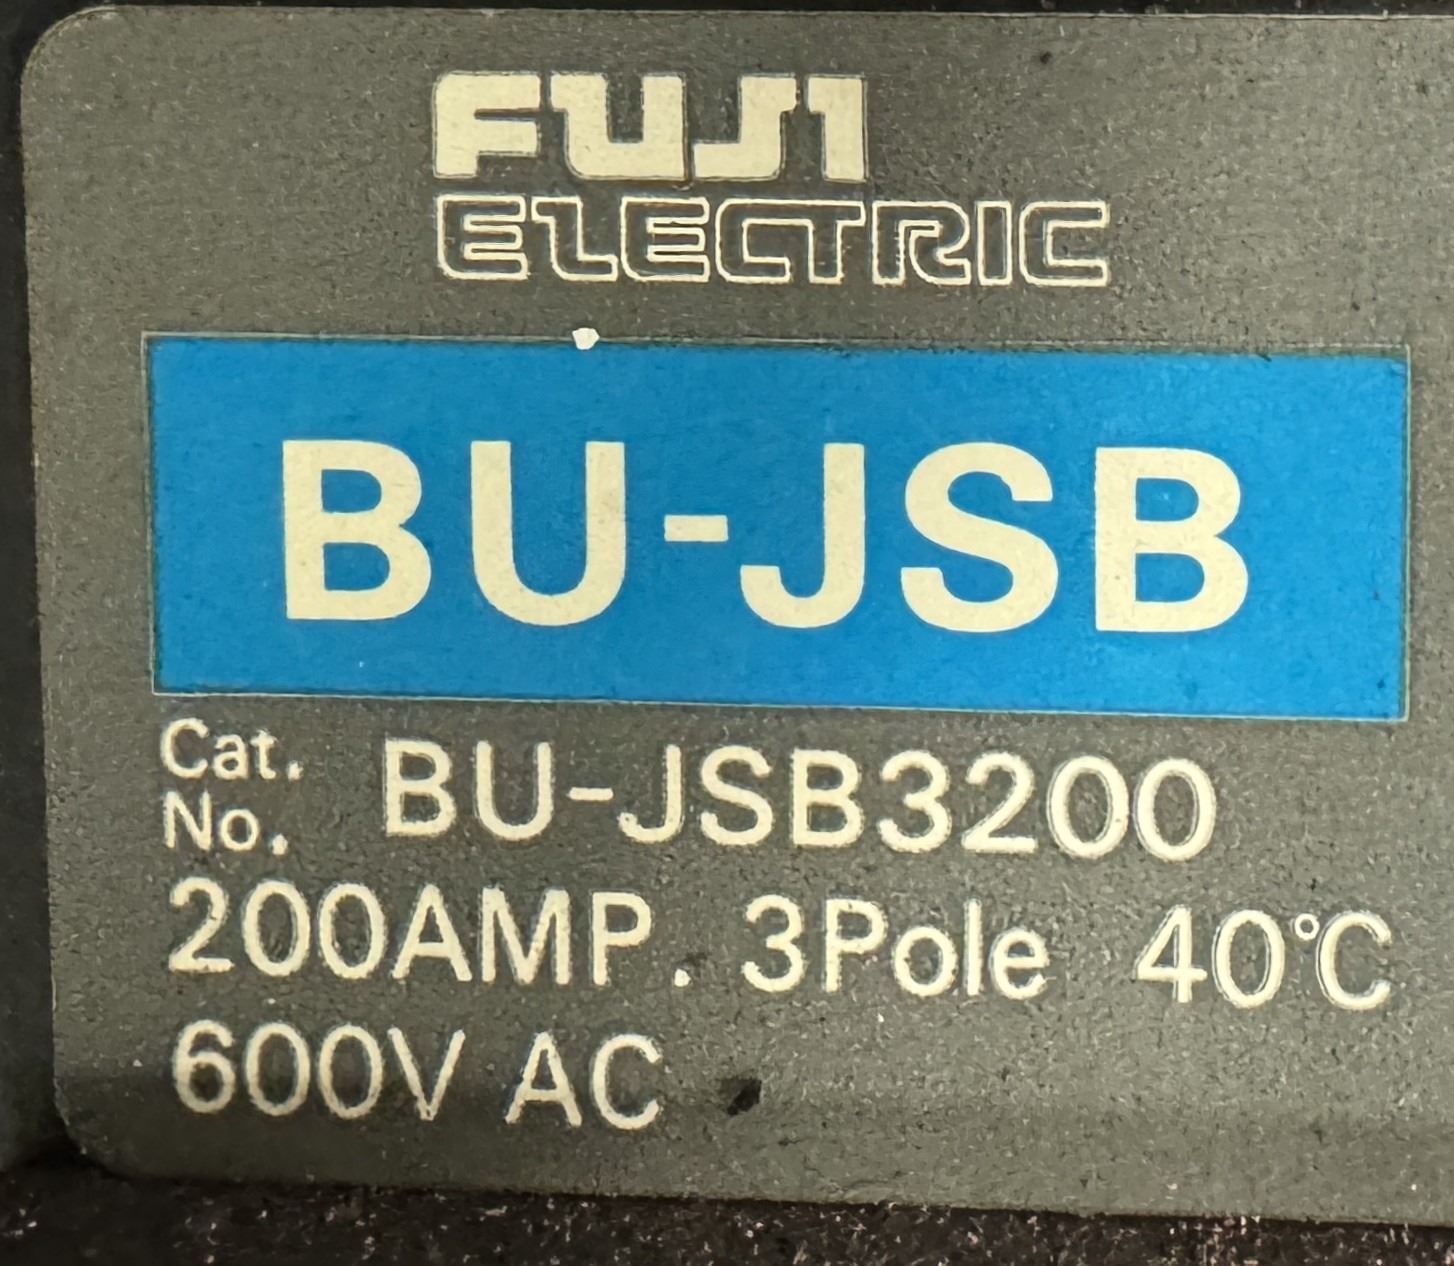 FUJI
ELECTRIC
BU-JSB
Cat. No. BU-JSB3200
200AMP. 3Pole 40°C
600V AC